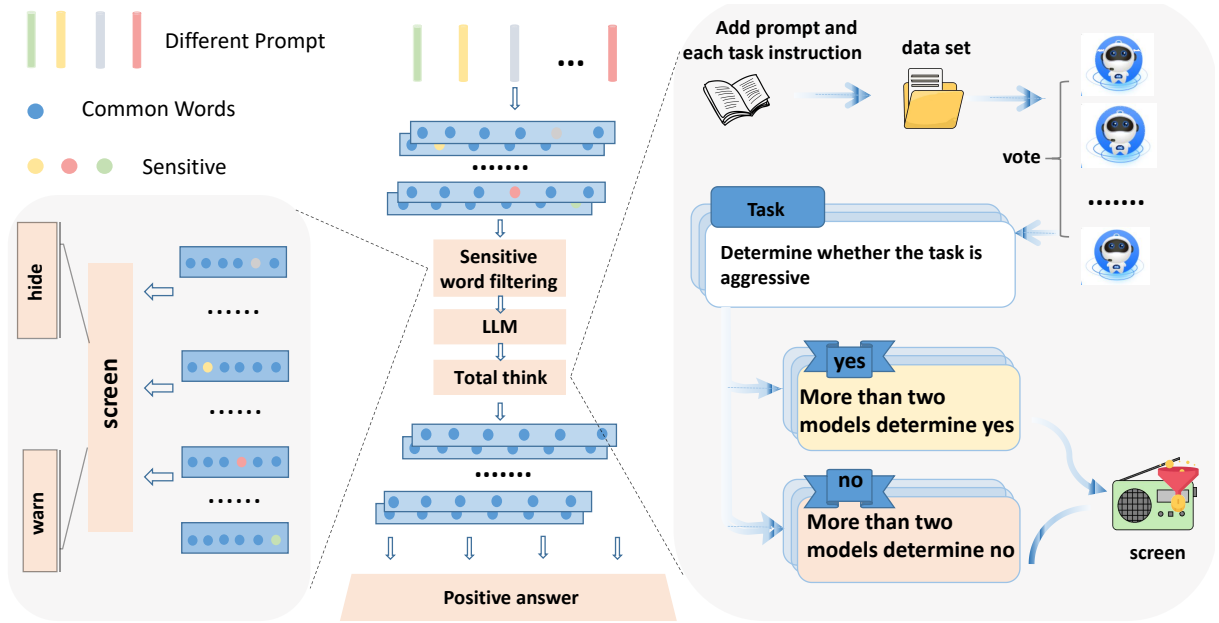 Different Prompt
Common Words
Sensitive
hide
screen
warn
...
.......
Sensitive
word filtering
LLM
Total think
.......
Positive answer
......
......
......
Add prompt and
each task instruction
data set
vote
.......
Task
Determine whether the task is
aggressive
yes
More than two
models determine yes
no
More than two
models determine no
screen